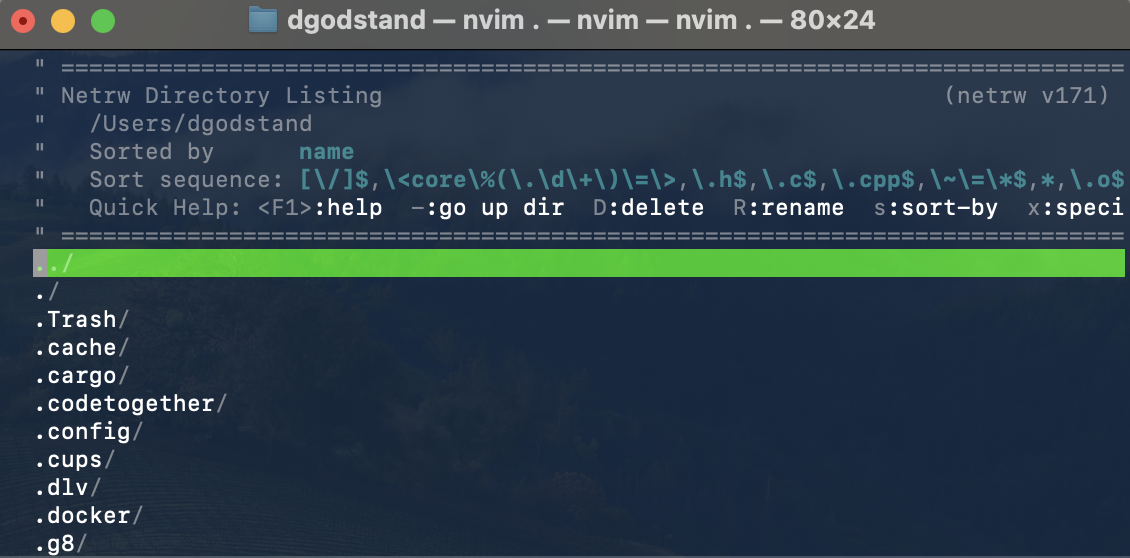 dgodstand — nvim . — nvim — nvim . — 80×24
" ============================================================================
" Netrw Directory Listing                                        (netrw v171)
"   /Users/dgodstand
"   Sorted by      name
"   Sort sequence: [\/]$,\<core\%(\.\d\+\)\=\>,\.h$,\.c$,\.cpp$,\~\=\*$,*,\.o$
"   Quick Help: <F1>:help  -:go up dir  D:delete  R:rename  s:sort-by  x:speci
" ============================================================================
../
./
.Trash/
.cache/
.cargo/
.codetogether/
.config/
.cups/
.dlv/
.docker/
.g8/